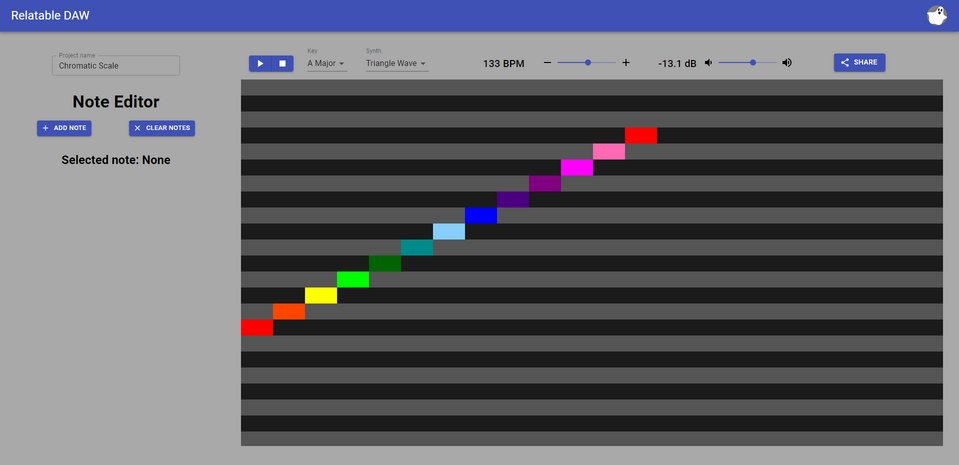 Relatable DAW
Project name
Chromatic Scale
Key
A Major
Synth
Triangle Wave
133 BPM
-13.1 dB
SHARE
Note Editor
ADD NOTE
CLEAR NOTES
Selected note: None